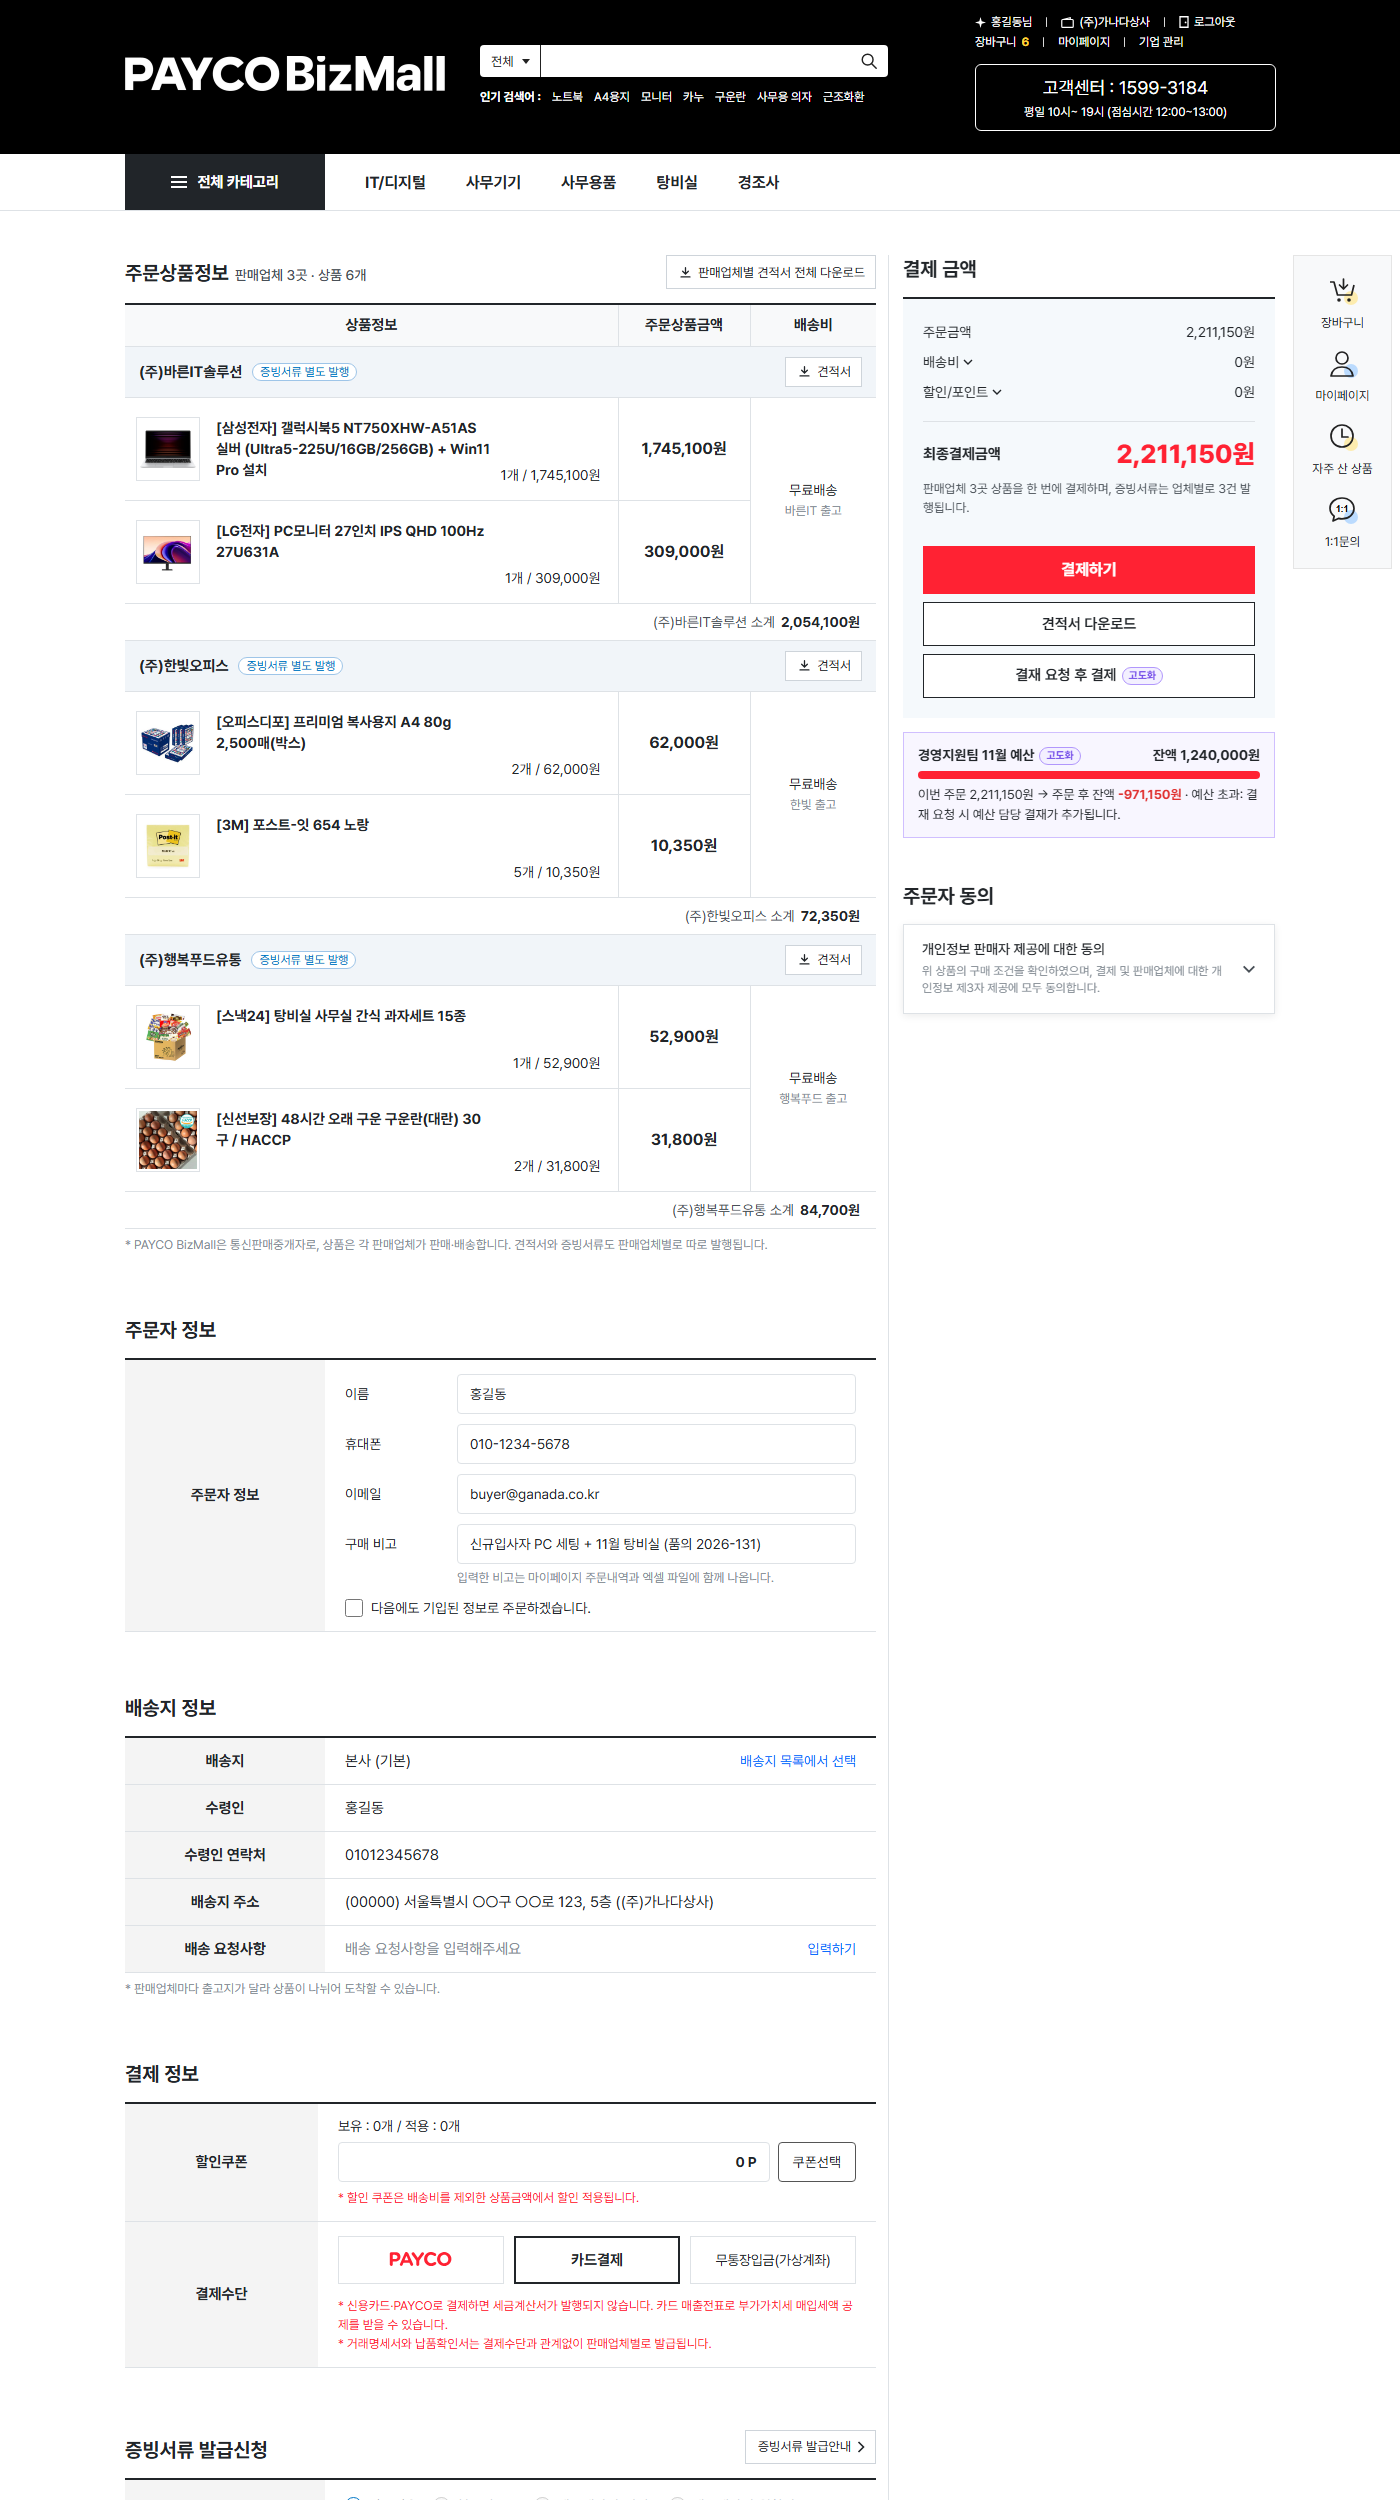 홍길동님
(주)가나다상사
로그아웃
장바구니 6
마이페이지
기업 관리
PAYCO BizMall
전체
인기 검색어 : 노트북 A4용지 모니터 카누 구운란 사무용 의자 근조화환
고객센터 : 1599-3184
평일 10시~ 19시 (점심시간 12:00~13:00)
전체 카테고리
IT/디지털
사무기기
사무용품
탕비실
경조사
주문상품정보 판매업체 3곳 · 상품 6개
판매업체별 견적서 전체 다운로드
상품정보
주문상품금액
배송비
(주)바른IT솔루션 증빙서류 별도 발행
견적서
[삼성전자] 갤럭시북5 NT750XHW-A51AS
실버 (Ultra5-225U/16GB/256GB) + Win11
Pro 설치
1개 / 1,745,100원
1,745,100원
무료배송
바른IT 출고
[LG전자] PC모니터 27인치 IPS QHD 100Hz
27U631A
1개 / 309,000원
309,000원
(주)바른IT솔루션 소계 2,054,100원
(주)한빛오피스 증빙서류 별도 발행
견적서
[오피스디포] 프리미엄 복사용지 A4 80g
2,500매(박스)
2개 / 62,000원
62,000원
무료배송
한빛 출고
Post-it
[3M] 포스트-잇 654 노랑
5개 / 10,350원
10,350원
(주)한빛오피스 소계 72,350원
(주)행복푸드유통 증빙서류 별도 발행
견적서
[스낵24] 탕비실 사무실 간식 과자세트 15종
1개 / 52,900원
52,900원
무료배송
행복푸드 출고
[신선보장] 48시간 오래 구운 구운란(대란) 30
구 / HACCP
2개 / 31,800원
31,800원
(주)행복푸드유통 소계 84,700원
* PAYCO BizMall은 통신판매중개자로, 상품은 각 판매업체가 판매·배송합니다. 견적서와 증빙서류도 판매업체별로 따로 발행됩니다.
결제 금액
주문금액 2,211,150원
배송비 0원
할인/포인트 0원
최종결제금액 2,211,150원
판매업체 3곳 상품을 한 번에 결제하며, 증빙서류는 업체별로 3건 발
행됩니다.
결제하기
견적서 다운로드
결재 요청 후 결제 고도화
경영지원팀 11월 예산 고도화 잔액 1,240,000원
이번 주문 2,211,150원 → 주문 후 잔액 -971,150원 · 예산 초과: 결
재 요청 시 예산 담당 결재가 추가됩니다.
주문자 동의
개인정보 판매자 제공에 대한 동의
위 상품의 구매 조건을 확인하였으며, 결제 및 판매업체에 대한 개
인정보 제3자 제공에 모두 동의합니다.
장바구니
마이페이지
자주 산 상품
1:1
1:1문의
주문자 정보
주문자 정보
이름 홍길동
휴대폰 010-1234-5678
이메일 buyer@ganada.co.kr
구매 비고 신규입사자 PC 세팅 + 11월 탕비실 (품의 2026-131)
입력한 비고는 마이페이지 주문내역과 엑셀 파일에 함께 나옵니다.
다음에도 기입된 정보로 주문하겠습니다.
배송지 정보
배송지 본사 (기본) 배송지 목록에서 선택
수령인 홍길동
수령인 연락처 01012345678
배송지 주소 (00000) 서울특별시 〇〇구 〇〇로 123, 5층 ((주)가나다상사)
배송 요청사항 배송 요청사항을 입력해주세요 입력하기
* 판매업체마다 출고지가 달라 상품이 나뉘어 도착할 수 있습니다.
결제 정보
할인쿠폰
보유 : 0개 / 적용 : 0개
0 P
쿠폰선택
* 할인 쿠폰은 배송비를 제외한 상품금액에서 할인 적용됩니다.
결제수단
PAYCO
카드결제
무통장입금(가상계좌)
* 신용카드·PAYCO로 결제하면 세금계산서가 발행되지 않습니다. 카드 매출전표로 부가가치세 매입세액 공
제를 받을 수 있습니다.
* 거래명세서와 납품확인서는 결제수단과 관계없이 판매업체별로 발급됩니다.
증빙서류 발급신청
증빙서류 발급안내